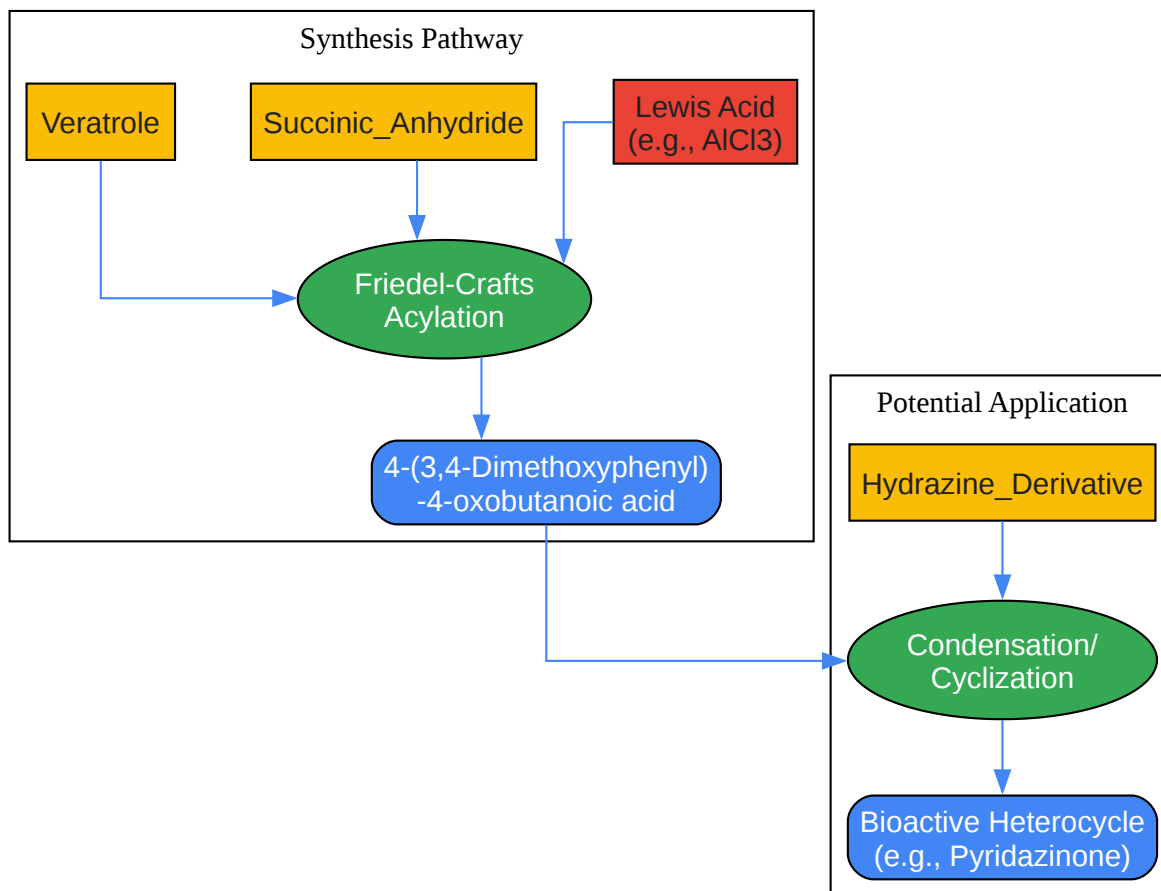 Synthesis Pathway
Veratrole
Succinic_Anhydride
Lewis Acid
(e.g., AlCl3)
Friedel-Crafts
Acylation
4-(3,4-Dimethoxyphenyl)
-4-oxobutanoic acid
Potential Application
Hydrazine_Derivative
Condensation/
Cyclization
Bioactive Heterocycle
(e.g., Pyridazinone)